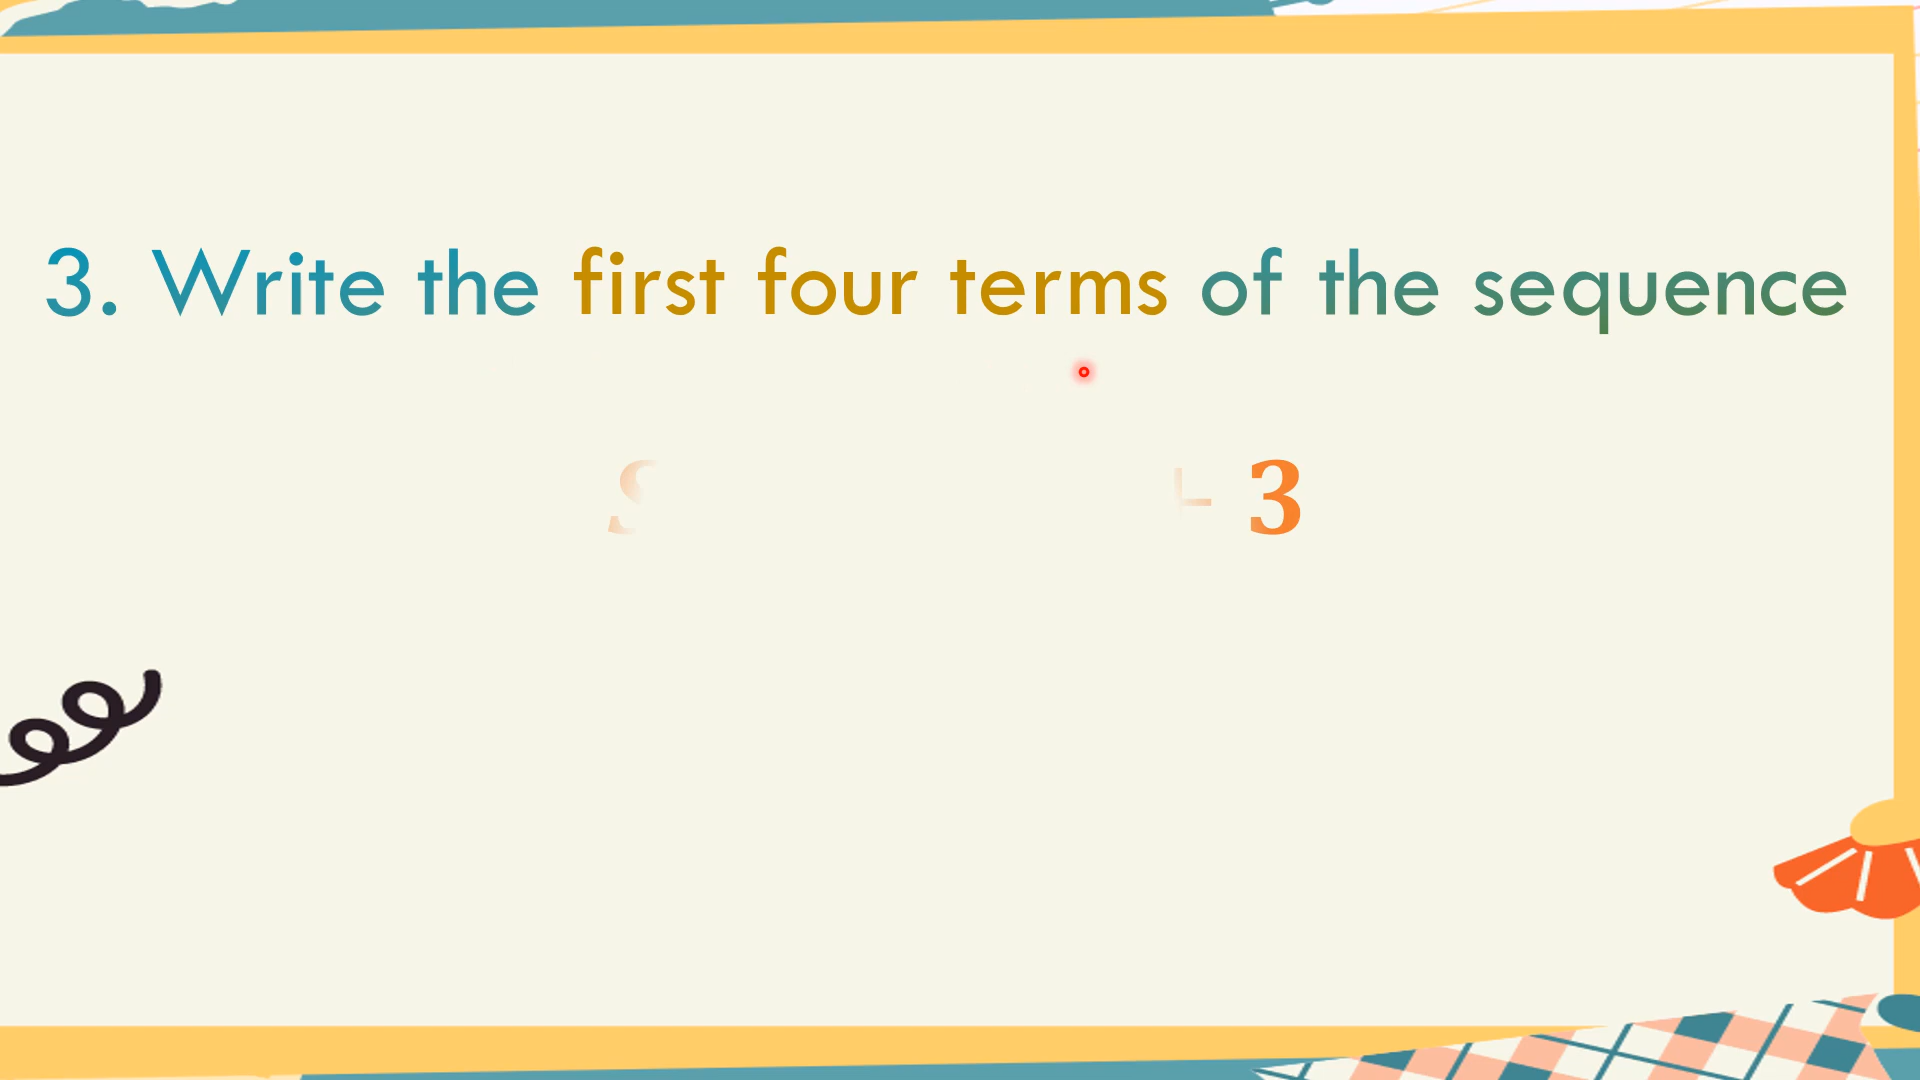 3. Write the first four terms of the sequence
3